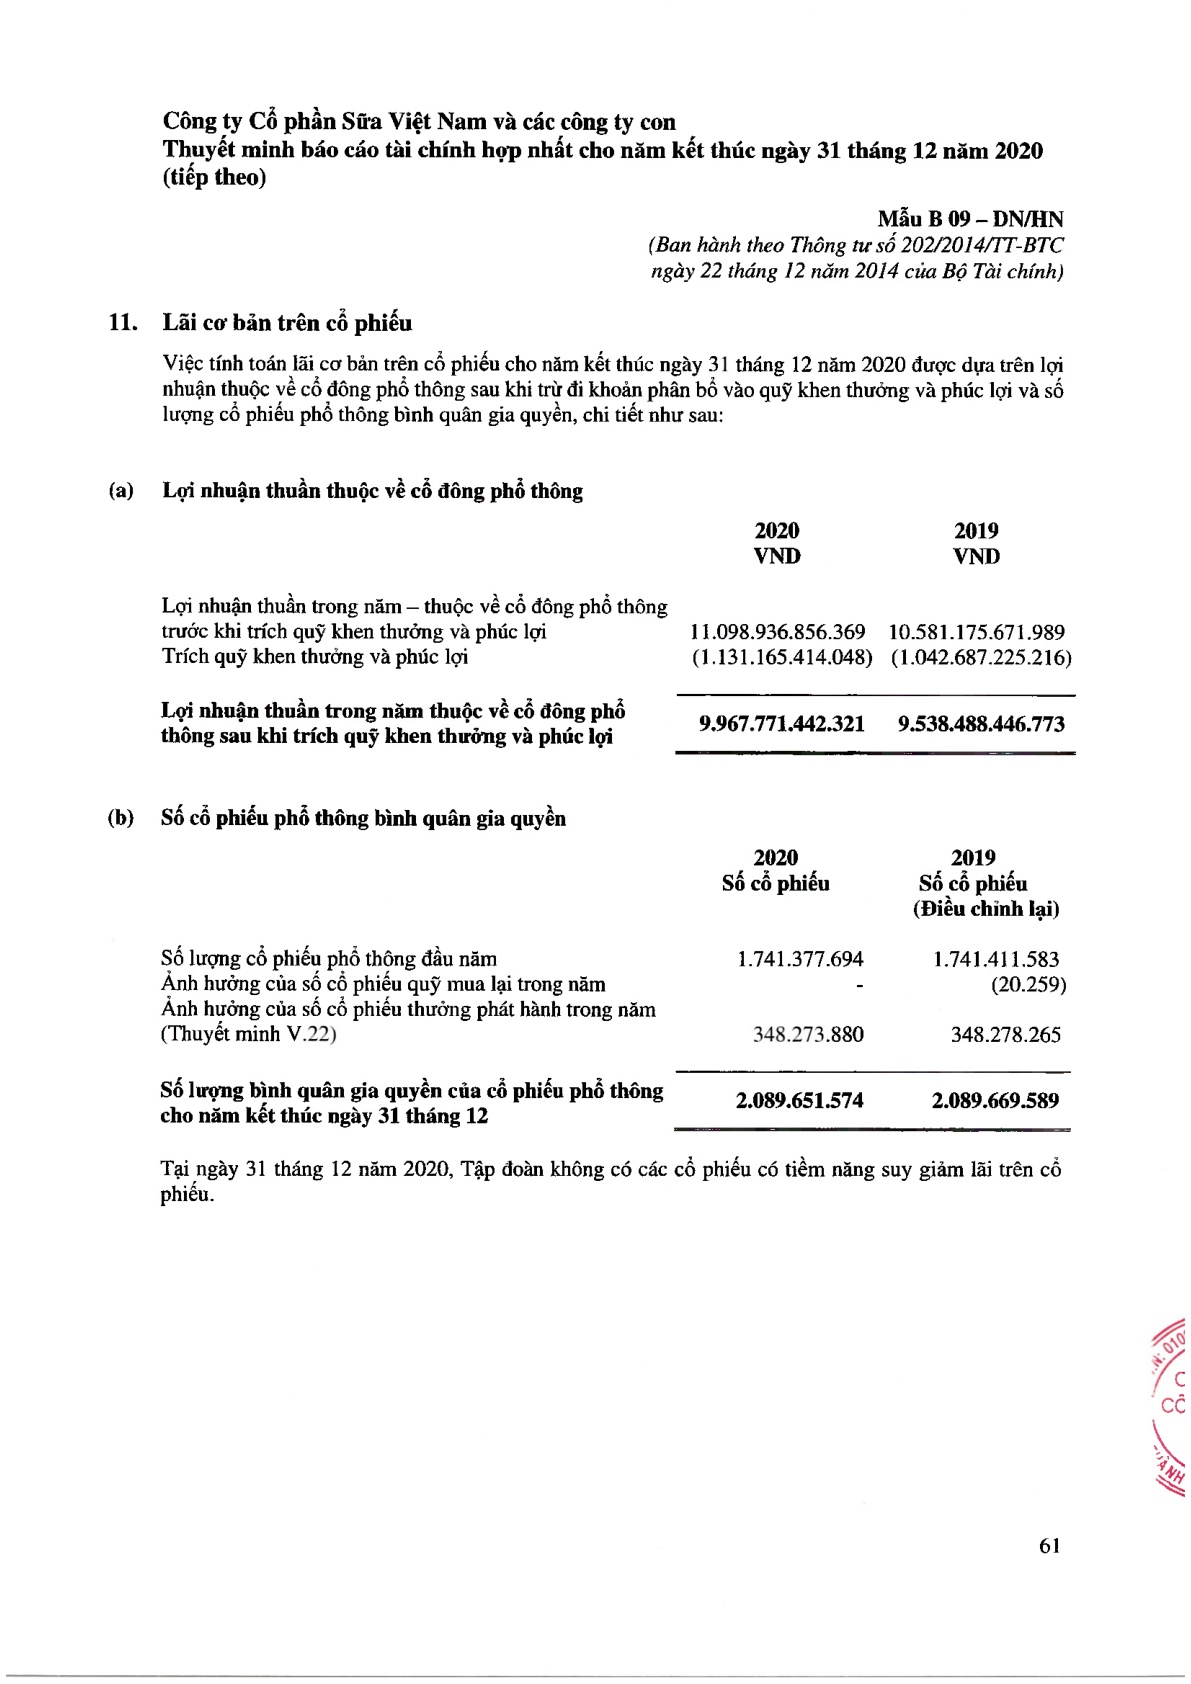 Công ty Cổ phần Sữa Việt Nam và các công ty con
Thuyết minh báo cáo tài chính hợp nhất cho năm kết thúc ngày 31 tháng 12 năm 2020
(tiếp theo)
Mẫu B 09 – DN/HN
(Ban hành theo Thông tư số 202/2014/TT-BTC
ngày 22 tháng 12 năm 2014 của Bộ Tài chính)
11. Lãi cơ bản trên cổ phiếu
Việc tính toán lãi cơ bản trên cổ phiếu cho năm kết thúc ngày 31 tháng 12 năm 2020 được dựa trên lợi
nhuận thuộc về cổ đông phổ thông sau khi trừ đi khoản phân bổ vào quỹ khen thưởng và phúc lợi và số
lượng cổ phiếu phổ thông bình quân gia quyền, chi tiết như sau:
(a) Lợi nhuận thuần thuộc về cổ đông phổ thông
2020 2019
VND VND
Lợi nhuận thuần trong năm – thuộc về cổ đông phổ thông
trước khi trích quỹ khen thưởng và phúc lợi 11.098.936.856.369 10.581.175.671.989
Trích quỹ khen thưởng và phúc lợi (1.131.165.414.048) (1.042.687.225.216)
Lợi nhuận thuần trong năm thuộc về cổ đông phổ
thông sau khi trích quỹ khen thưởng và phúc lợi 9.967.771.442.321 9.538.488.446.773
(b) Số cổ phiếu phổ thông bình quân gia quyền
2020 2019
Số cổ phiếu Số cổ phiếu
(Điều chỉnh lại)
Số lượng cổ phiếu phổ thông đầu năm 1.741.377.694 1.741.411.583
Ảnh hưởng của số cổ phiếu quỹ mua lại trong năm - (20.259)
Ảnh hưởng của số cổ phiếu thưởng phát hành trong năm
(Thuyết minh V.22) 348.273.880 348.278.265
Số lượng bình quân gia quyền của cổ phiếu phổ thông
cho năm kết thúc ngày 31 tháng 12 2.089.651.574 2.089.669.589
Tại ngày 31 tháng 12 năm 2020, Tập đoàn không có các cổ phiếu có tiềm năng suy giảm lãi trên cổ
phiếu.
61